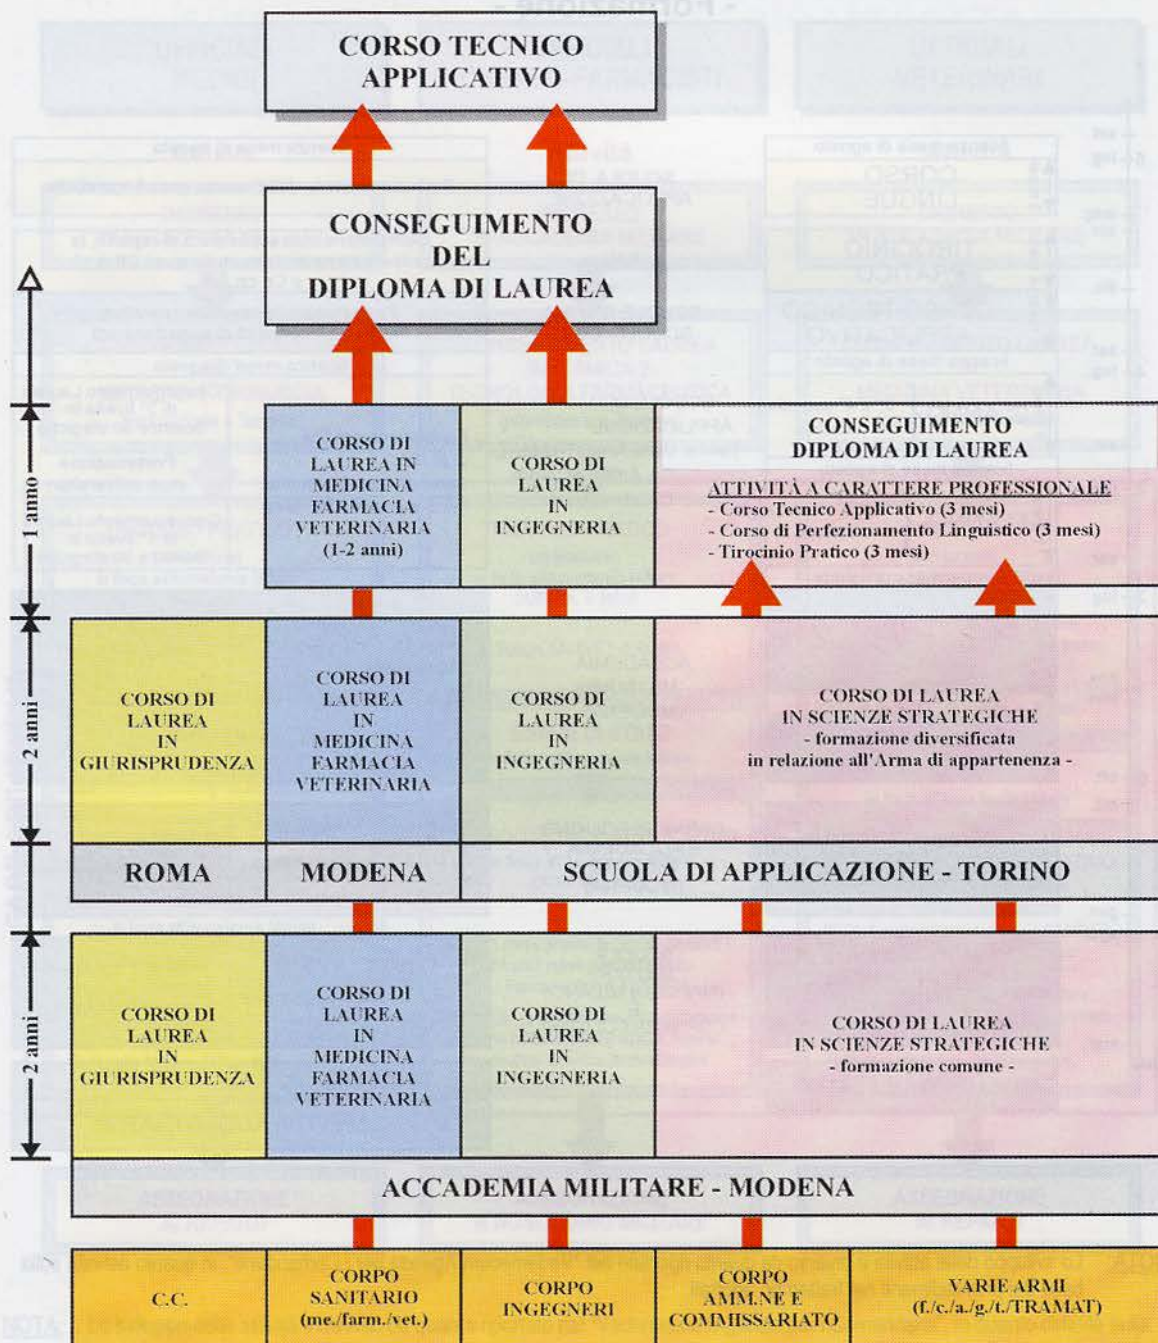 - Formazione -
CORSO TECNICO
APPLICATIVO
CONSEGUIMENTO
DEL
DIPLOMA DI LAUREA
1 anno
CORSO DI
LAUREA IN
MEDICINA
FARMACIA
VETERINARIA
(1-2 anni)
CORSO DI
LAUREA
IN
INGEGNERIA
CONSEGUIMENTO
DIPLOMA DI LAUREA
ATTIVITÀ A CARATTERE PROFESSIONALE
- Corso Tecnico Applicativo (3 mesi)
- Corso di Perfezionamento Linguistico (3 mesi)
- Tirocinio Pratico (3 mesi)
2 anni
CORSO DI
LAUREA
IN
GIURISPRUDENZA
CORSO DI
LAUREA
IN
MEDICINA
FARMACIA
VETERINARIA
CORSO DI
LAUREA
IN
INGEGNERIA
CORSO DI LAUREA
IN SCIENZE STRATEGICHE
- formazione diversificata
in relazione all'Arma di appartenenza -
ROMA
MODENA
SCUOLA DI APPLICAZIONE - TORINO
2 anni
CORSO DI
LAUREA
IN
GIURISPRUDENZA
CORSO DI
LAUREA
IN
MEDICINA
FARMACIA
VETERINARIA
CORSO DI
LAUREA
IN
INGEGNERIA
CORSO DI LAUREA
IN SCIENZE STRATEGICHE
- formazione comune -
ACCADEMIA MILITARE - MODENA
C.C.
CORPO
SANITARIO
(me./farm./vet.)
CORPO
INGEGNERI
CORPO
AMM.NE E
COMMISSARIATO
VARIE ARMI
(f./c./a./g./t./TRAMAT)